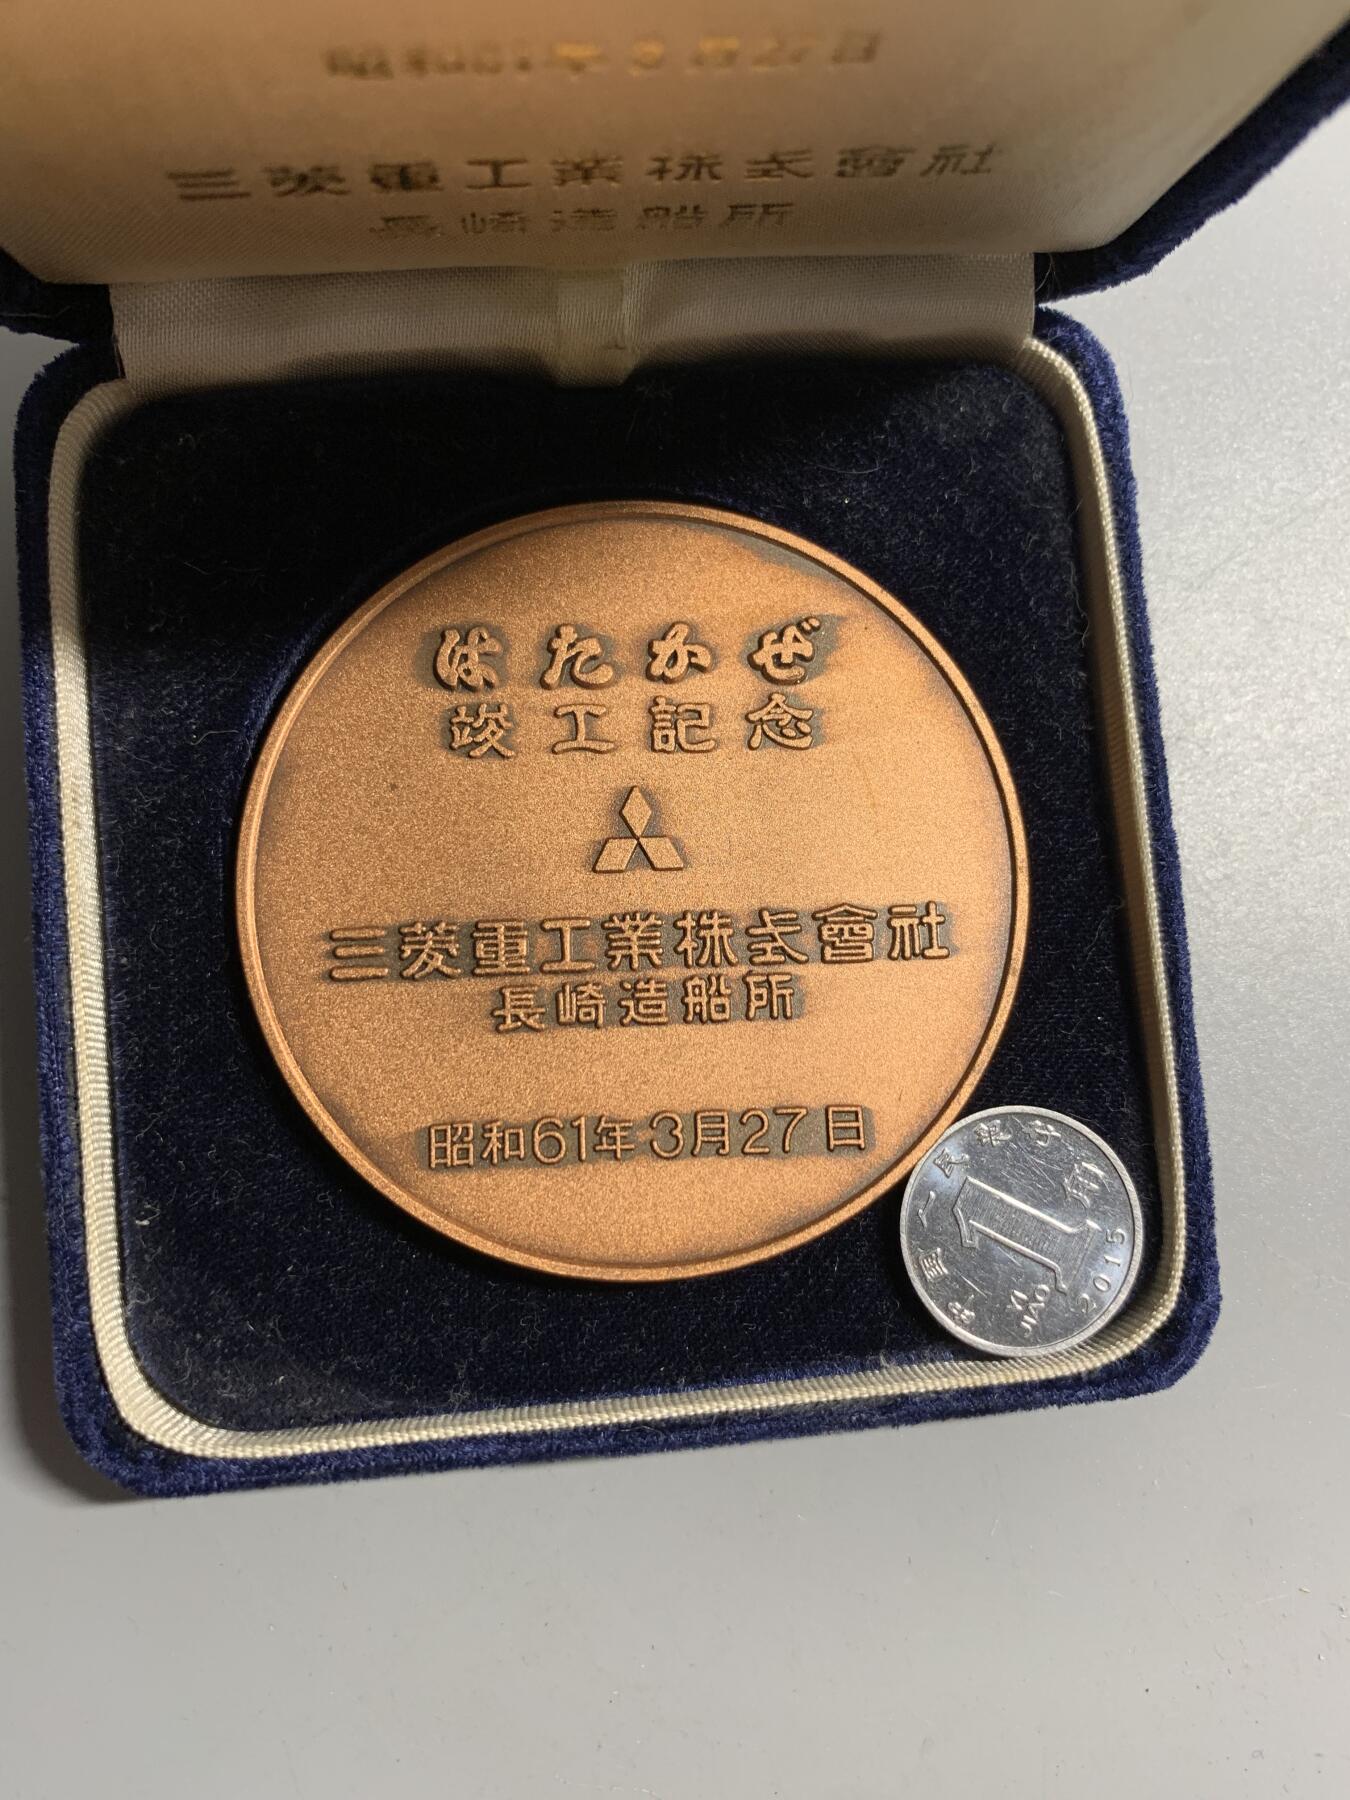 昭和61年3月27日
三菱重工業株式會社
長崎造船所
はたかぜ
竣工記念
三菱重工業株式會社
長崎造船所
昭和61年3月27日
中国人民银行
1角
YI JIAO
2015